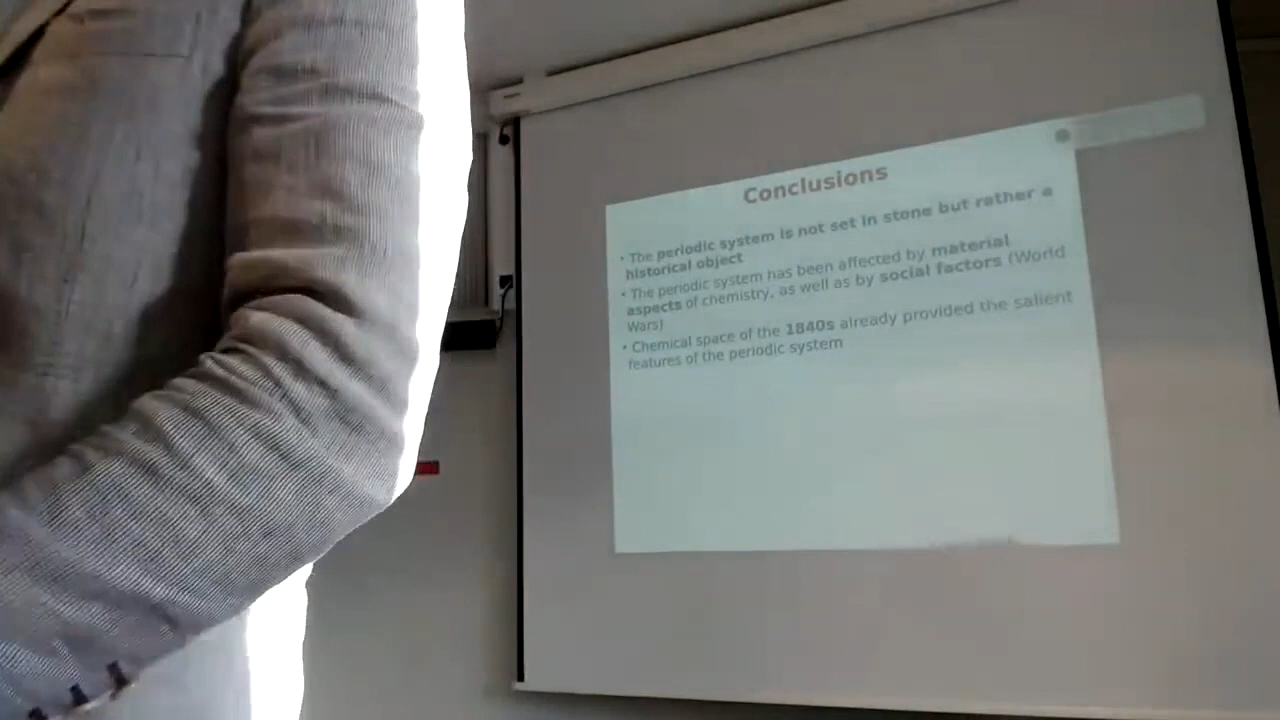 Conclusions
• The periodic system is not set in stone but rather a
historical object
• The periodic system has been affected by material
aspects of chemistry, as well as by social factors (World
Wars)
• Chemical space of the 1840s already provided the salient
features of the periodic system